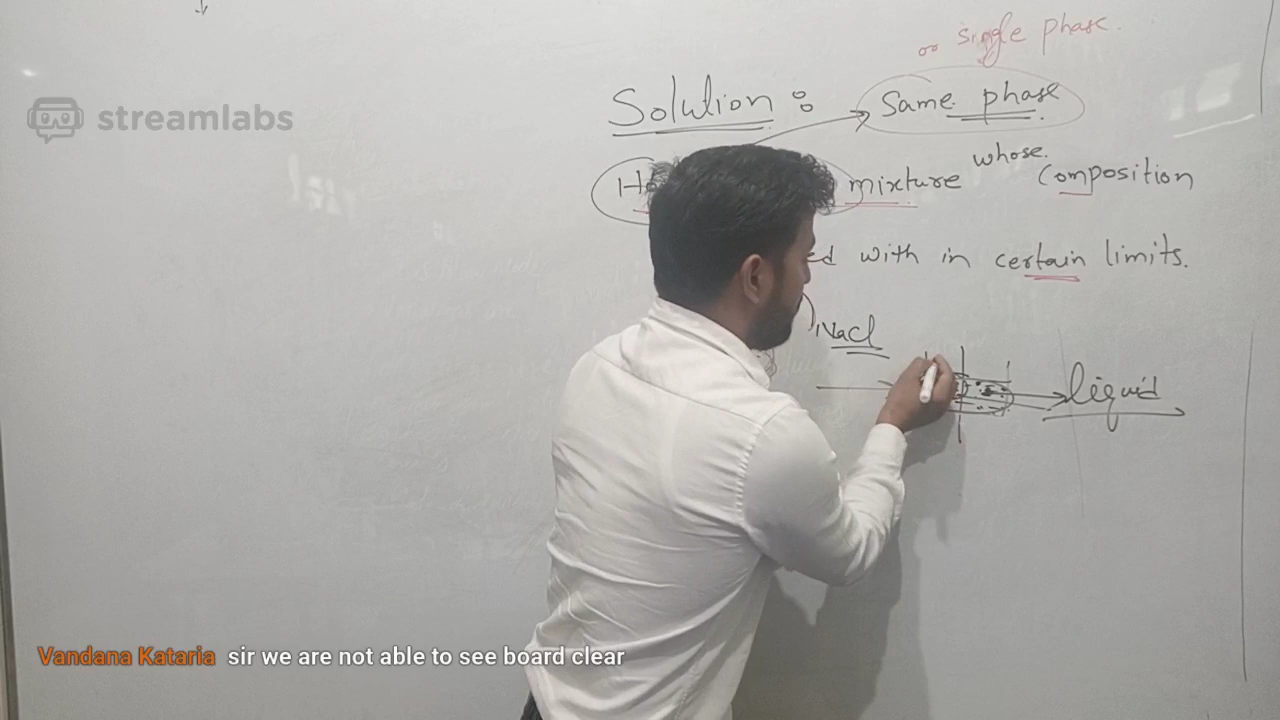 or single phase.
streamlabs
Solution : Same phase
mixture whose composition
with in certain limits.
NaCl
liquid
Vandana Kataria sir we are not able to see board clear